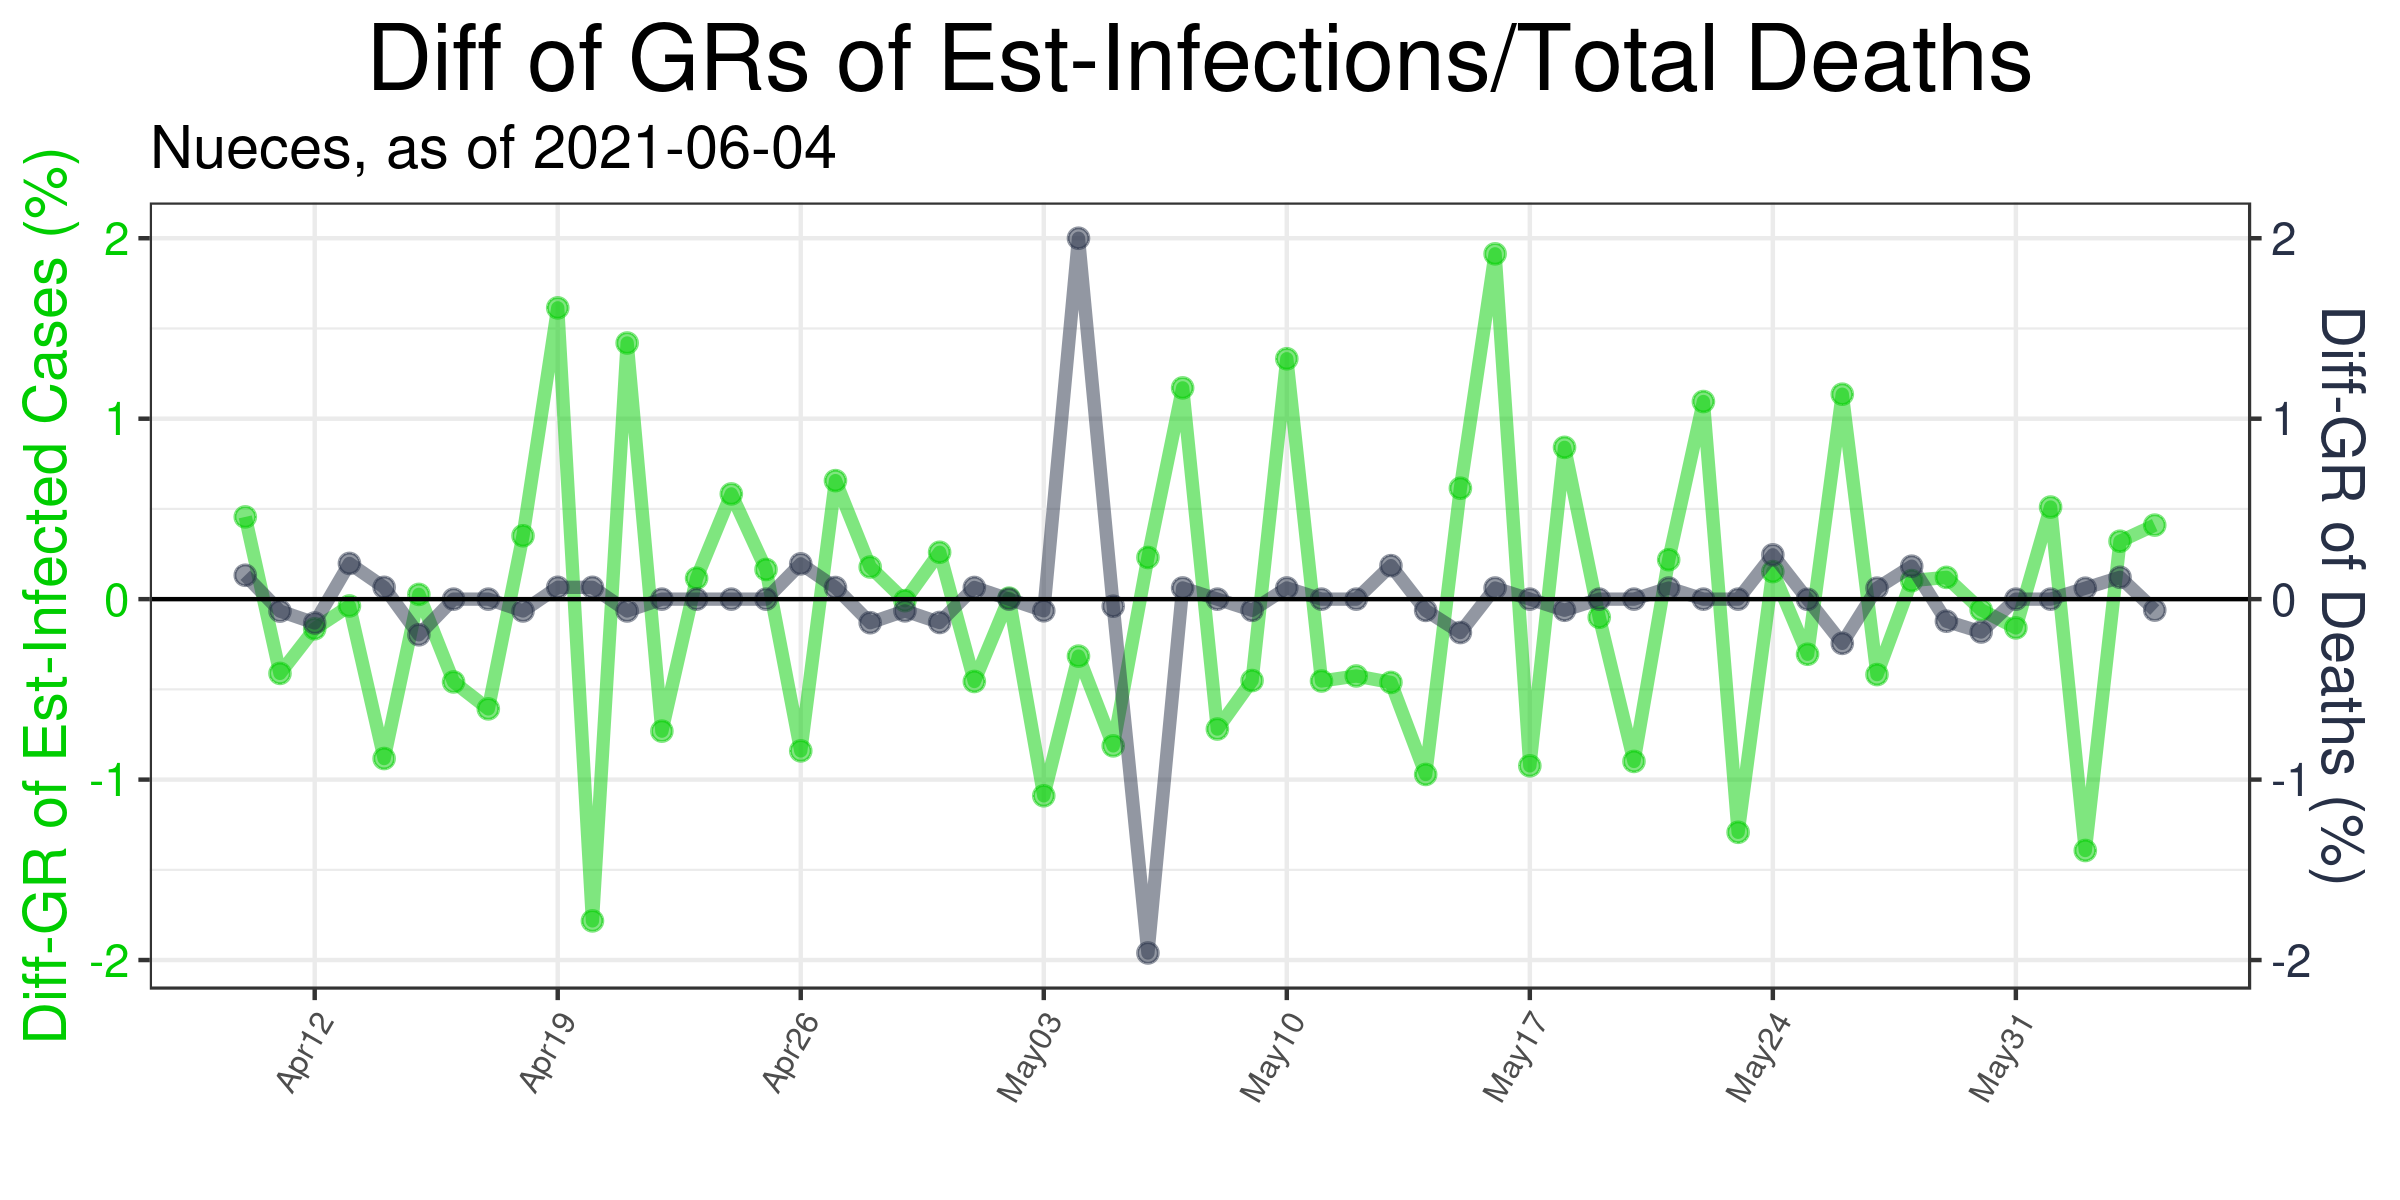 Diff of GRs of Est-Infections/Total Deaths
Nueces, as of 2021-06-04
Diff-GR of Est-Infected Cases (%)
2
1
0
-1
-2
2
1
0
-1
-2
Diff-GR of Deaths (%)
Apr12
Apr19
Apr26
May03
May10
May17
May24
May31